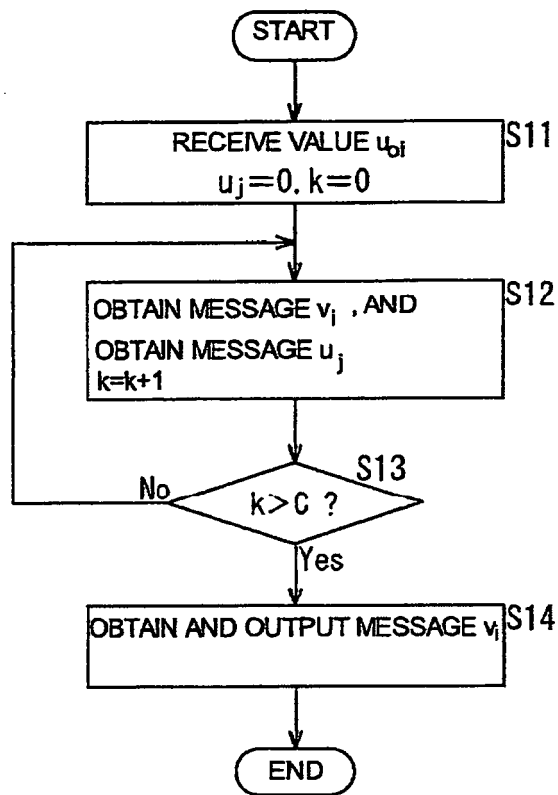 START
RECEIVE VALUE u0i
S11
uj=0, k=0
OBTAIN MESSAGE vi , AND
S12
OBTAIN MESSAGE uj
k=k+1
S13
k>C ?
No
Yes
OBTAIN AND OUTPUT MESSAGE vi
S14
END